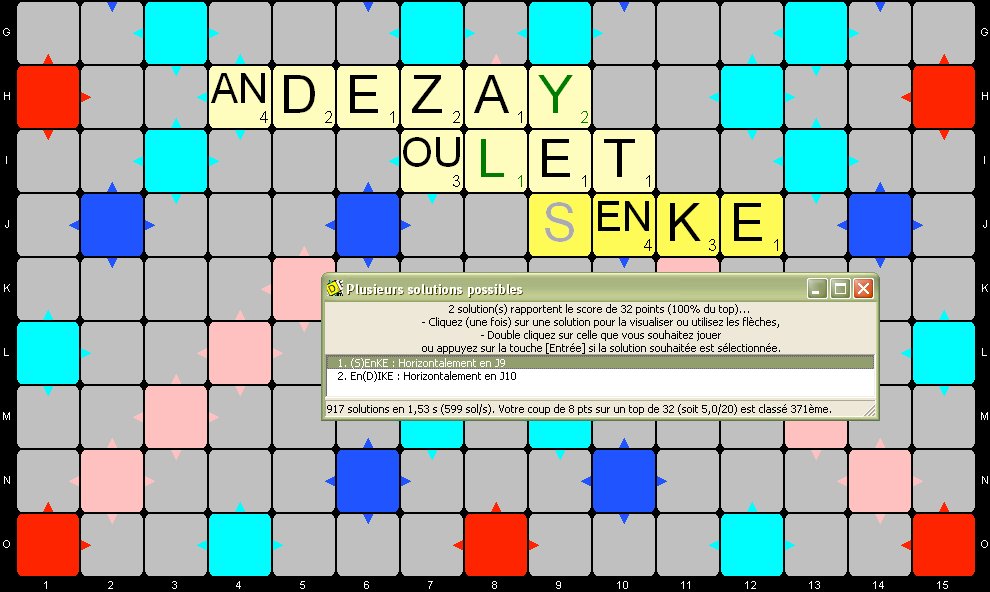 G G
H AN 4 D 2 E 1 Z 2 A 1 Y 2 H
I OU 3 L 1 E 1 T 1 I
J S EN 4 K 3 E 1 J
K K
L L
M M
N N
O O
1 2 3 4 5 6 7 8 9 10 11 12 13 14 15
Plusieurs solutions possibles
2 solution(s) rapportent le score de 32 points (100% du top)...
- Cliquez (une fois) sur une solution pour la visualiser ou utilisez les flèches,
- Double cliquez sur celle que vous souhaitez jouer
ou appuyez sur la touche [Entrée] si la solution souhaitée est sélectionnée.
1. (S)EnKE : Horizontalement en J9
2. En(D)IKE : Horizontalement en J10
917 solutions en 1,53 s (599 sol/s). Votre coup de 8 pts sur un top de 32 (soit 5,0/20) est classé 371ème.